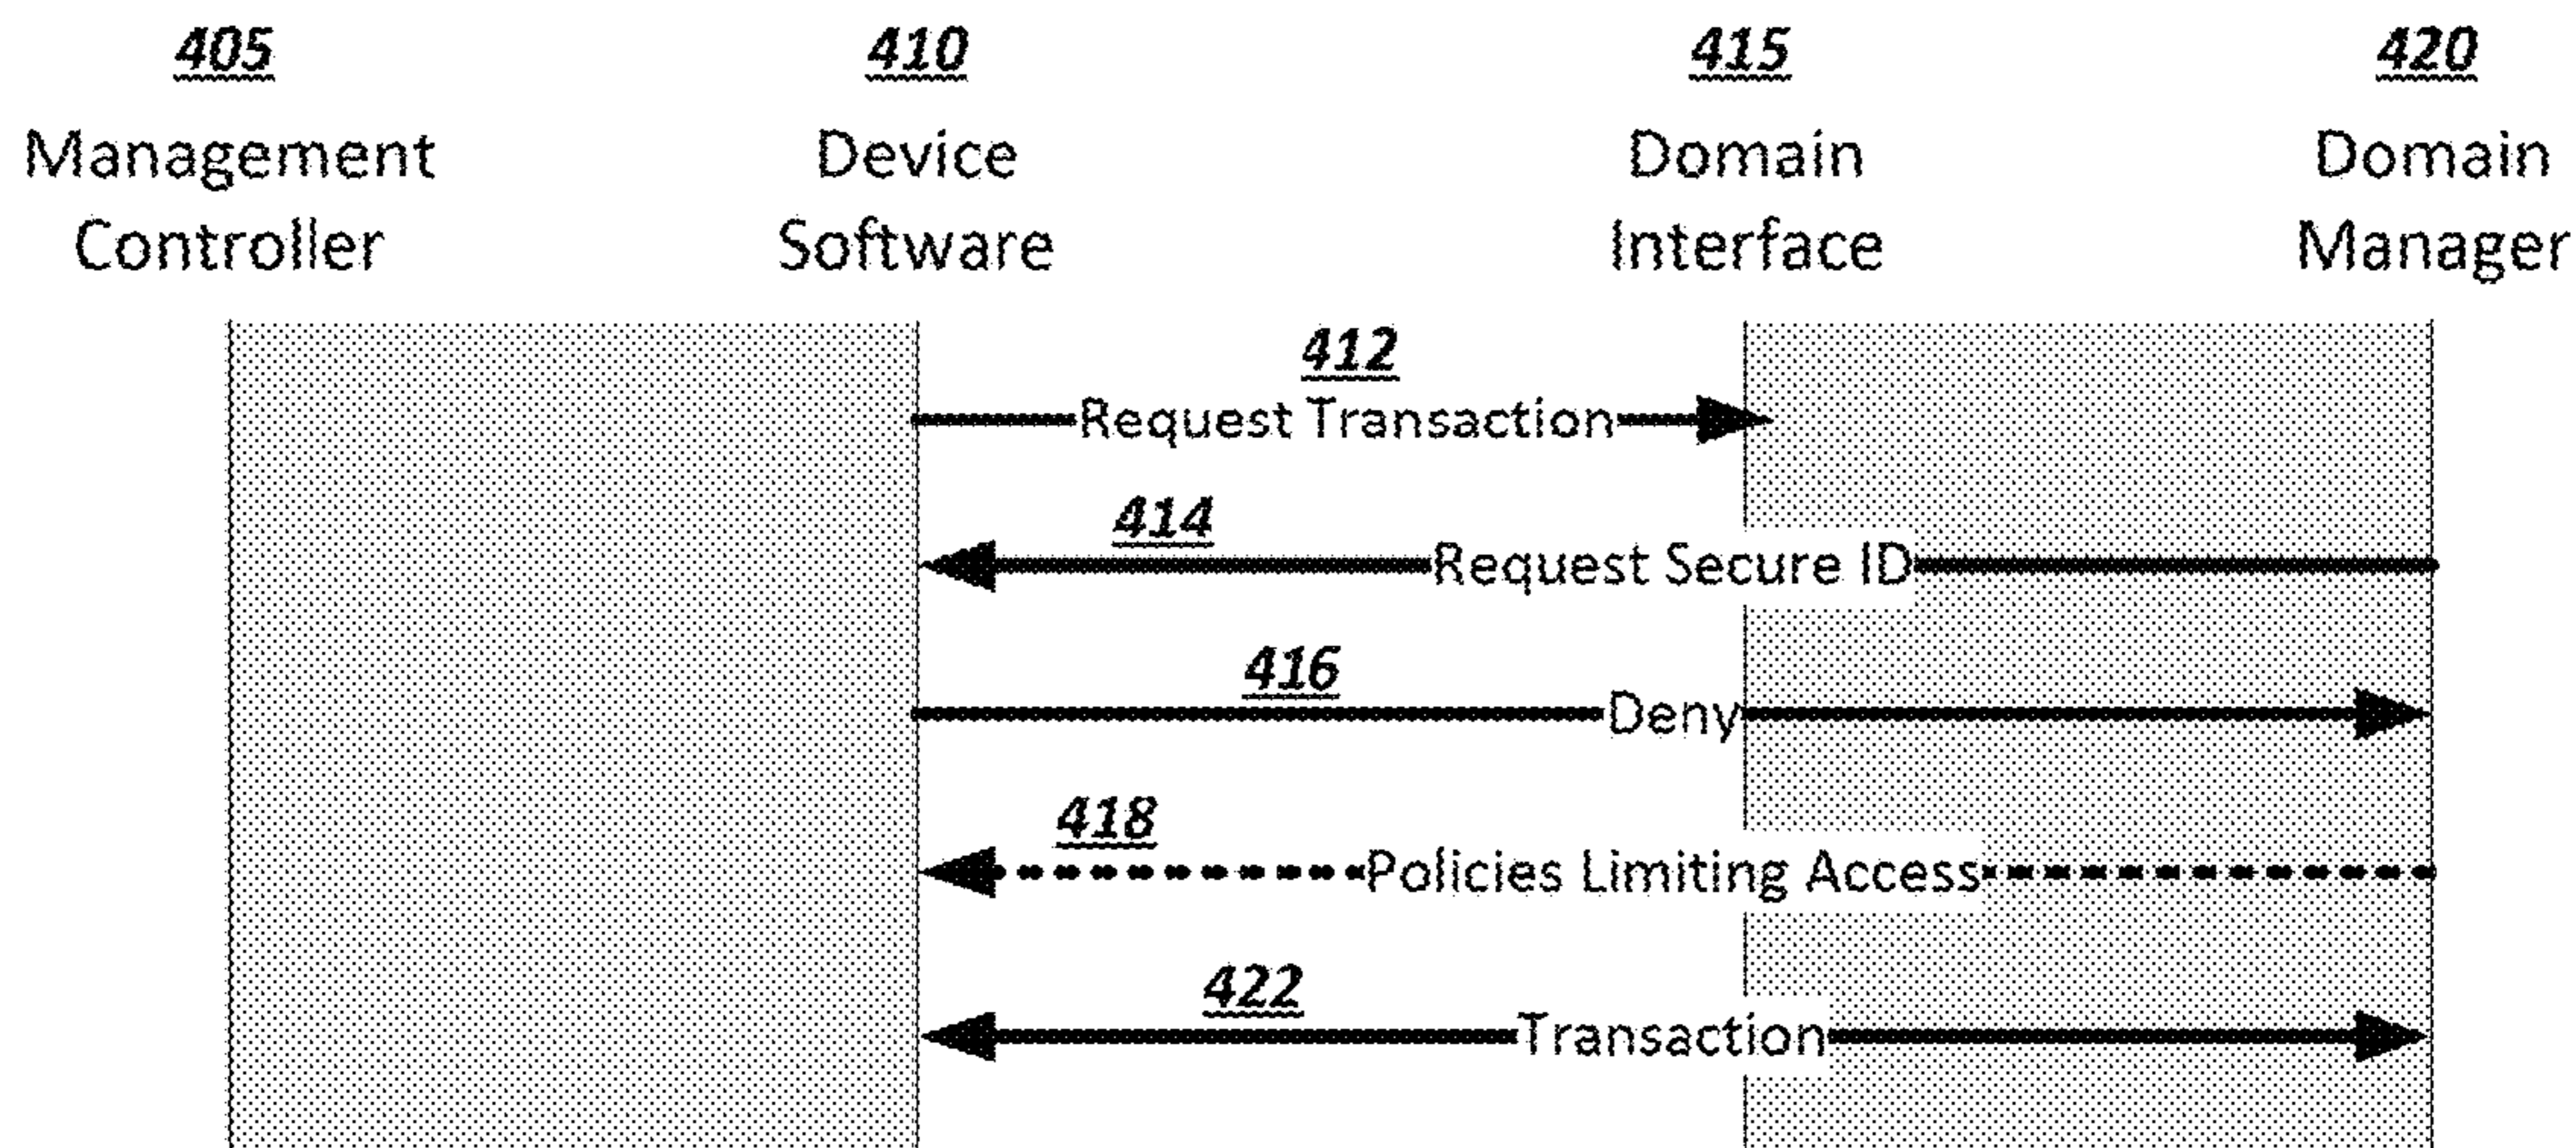 405 410 415 420
Management Device Domain Domain
Controller Software Interface Manager
412
Request Transaction
414
Request Secure ID
416
Deny
418
Policies Limiting Access
422
Transaction